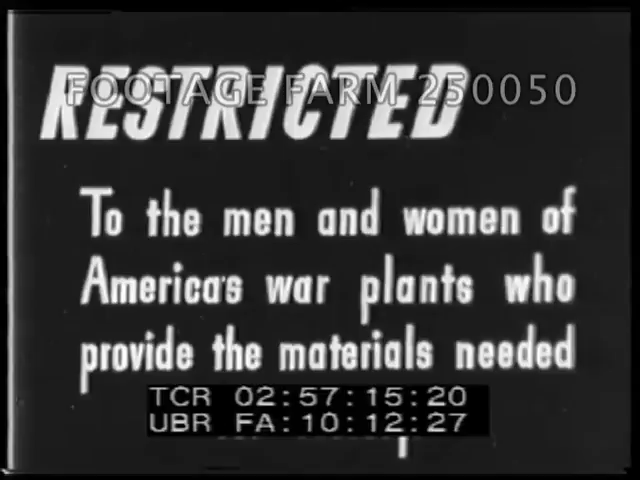 RESTRICTED
FOOTAGE FARM 250050
To the men and women of
America's war plants who
provide the materials needed
TCR 02:57:15:20
UBR FA:10:12:27